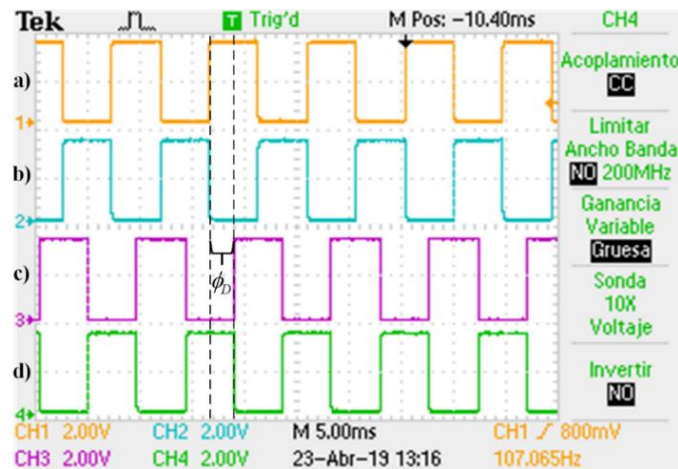 Tek
T Trig'd
M Pos: -10.40ms
CH4
Acoplamiento
CC
Limitar
Ancho Banda
NO 200MHz
Ganancia
Variable
Gruesa
Sonda
10X
Voltaje
Invertir
NO
a)
1
b)
2
c)
ϕD
3
d)
4
CH1 2.00V CH2 2.00V M 5.00ms CH1 800mV
CH3 2.00V CH4 2.00V 23-Abr-19 13:16 107.065Hz